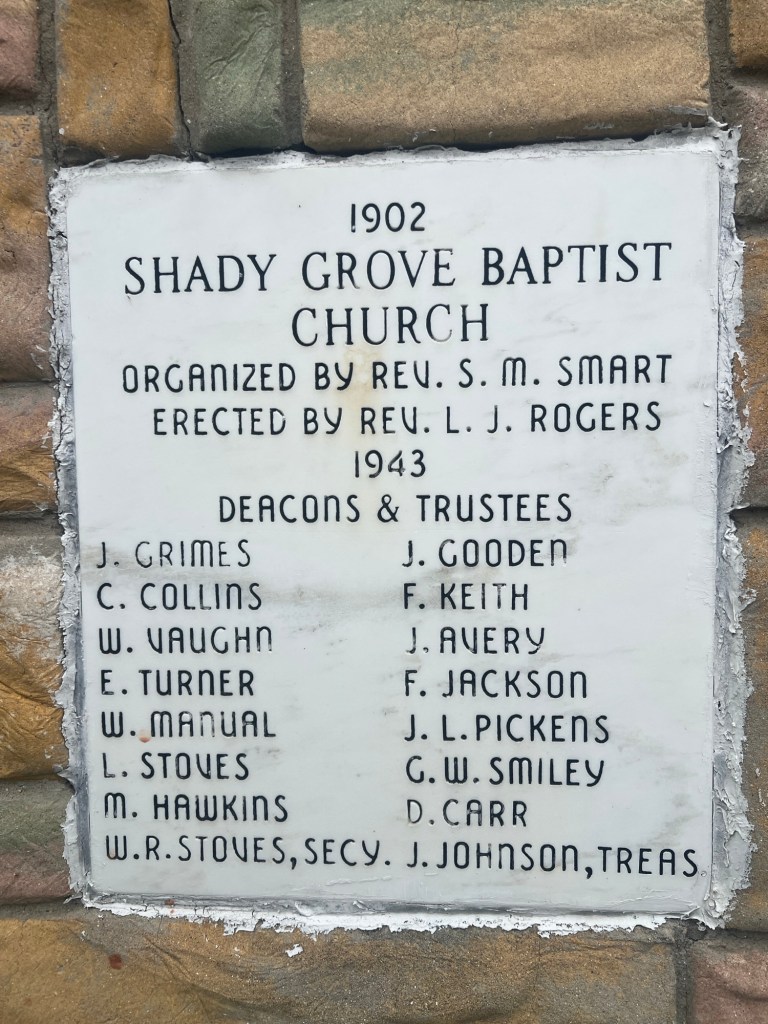 1902
SHADY GROVE BAPTIST
CHURCH
ORGANIZED BY REV. S. M. SMART
ERECTED BY REV. L. J. ROGERS
1943
DEACONS & TRUSTEES
J. GRIMES J. GOODEN
C. COLLINS F. KEITH
W. VAUGHN J. AVERY
E. TURNER F. JACKSON
W. MANUAL J. L. PICKENS
L. STOVES G. W. SMILEY
M. HAWKINS D. CARR
W. R. STOVES, SECY. J. JOHNSON, TREAS.